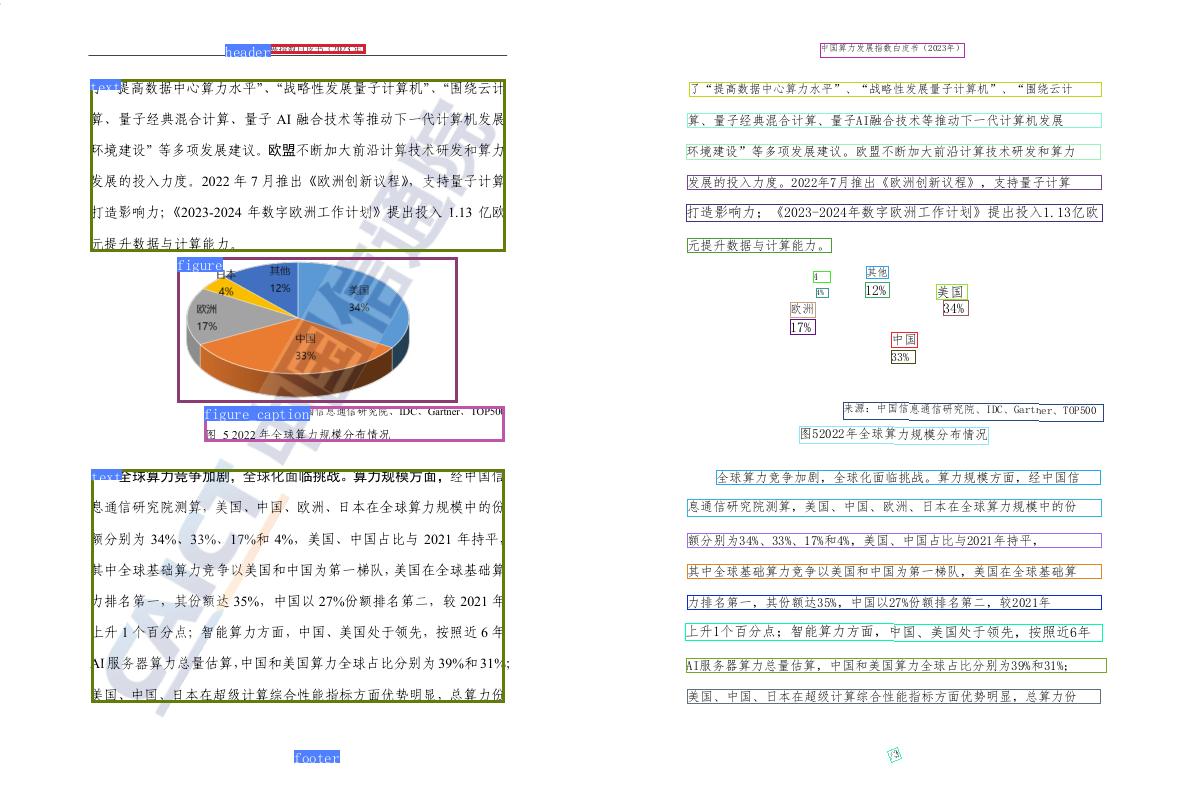 header
了“提高数据中心算力水平”、“战略性发展量子计算机”、“围绕云计
算、量子经典混合计算、量子 AI 融合技术等推动下一代计算机发展
环境建设”等多项发展建议。欧盟不断加大前沿计算技术研发和算力
发展的投入力度。2022 年 7 月推出《欧洲创新议程》，支持量子计算
打造影响力；《2023-2024 年数字欧洲工作计划》提出投入 1.13 亿欧
元提升数据与计算能力。
text
figure
日本
4%
其他
12%
美国
34%
欧洲
17%
中国
33%
figure caption
信息通信研究院、IDC、Gartner、TOP500
图 5 2022 年全球算力规模分布情况
text
全球算力竞争加剧，全球化面临挑战。算力规模方面，经中国信
息通信研究院测算，美国、中国、欧洲、日本在全球算力规模中的份
额分别为 34%、33%、17%和 4%，美国、中国占比与 2021 年持平，
其中全球基础算力竞争以美国和中国为第一梯队，美国在全球基础算
力排名第一，其份额达 35%，中国以 27%份额排名第二，较 2021 年
上升 1 个百分点；智能算力方面，中国、美国处于领先，按照近 6 年
AI 服务器算力总量估算，中国和美国算力全球占比分别为 39%和 31%；
美国、中国、日本在超级计算综合性能指标方面优势明显，总算力份
footer
CAICT 中国信通院
中国算力发展指数白皮书（2023年）
了“提高数据中心算力水平”、“战略性发展量子计算机”、“围绕云计
算、量子经典混合计算、量子AI融合技术等推动下一代计算机发展
环境建设”等多项发展建议。欧盟不断加大前沿计算技术研发和算力
发展的投入力度。2022年7月推出《欧洲创新议程》，支持量子计算
打造影响力；《2023-2024年数字欧洲工作计划》提出投入1.13亿欧
元提升数据与计算能力。
4
4%
其他
12%
美国
34%
欧洲
17%
中国
33%
来源：中国信息通信研究院、IDC、Gartner、TOP500
图52022年全球算力规模分布情况
全球算力竞争加剧，全球化面临挑战。算力规模方面，经中国信
息通信研究院测算，美国、中国、欧洲、日本在全球算力规模中的份
额分别为34%、33%、17%和4%，美国、中国占比与2021年持平，
其中全球基础算力竞争以美国和中国为第一梯队，美国在全球基础算
力排名第一，其份额达35%，中国以27%份额排名第二，较2021年
上升1个百分点；智能算力方面，中国、美国处于领先，按照近6年
AI服务器算力总量估算，中国和美国算力全球占比分别为39%和31%；
美国、中国、日本在超级计算综合性能指标方面优势明显，总算力份